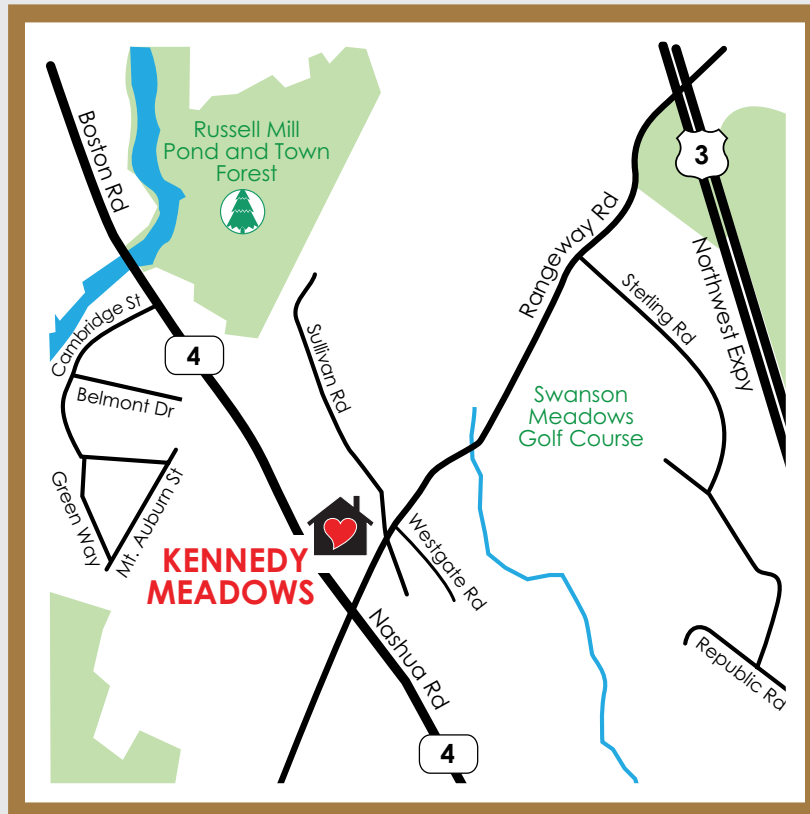 Boston Rd
Russell Mill
Pond and Town
Forest
3
Rangeway Rd
Northwest Expy
Sterling Rd
Cambridge St
4
Sullivan Rd
Belmont Dr
Swanson
Meadows
Golf Course
Green Way
Mt. Auburn St
Westgate Rd
KENNEDY
MEADOWS
Nashua Rd
Republic Rd
4